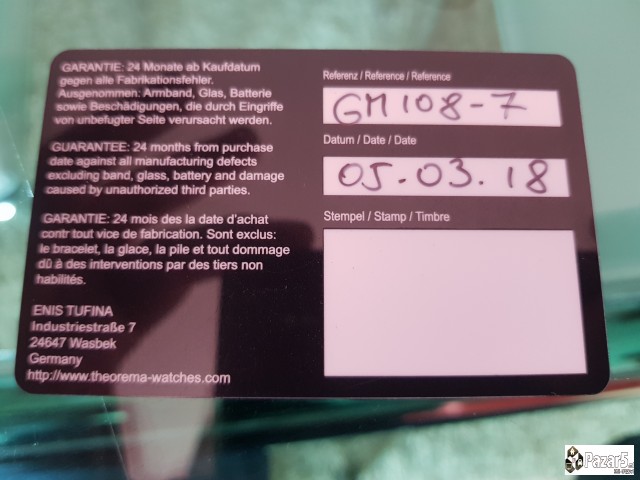 GARANTIE: 24 Monate ab Kaufdatum
gegen alle Fabrikationsfehler.
Ausgenommen: Armband, Glas, Batterie
sowie Beschädigungen, die durch Eingriffe
von unbefugter Seite verursacht werden.
GUARANTEE: 24 months from purchase
date against all manufacturing defects
excluding band, glass, battery and damage
caused by unauthorized third parties.
GARANTIE: 24 mois des la date d'achat
contr tout vice de fabrication. Sont exclus:
le bracelet, la glace, la pile et tout dommage
dû à des interventions par des tiers non
habilités.
ENIS TUFINA
Industriestraße 7
24647 Wasbek
Germany
http://www.theorema-watches.com
Referenz / Reference / Reference
GM108-7
Datum / Date / Date
05.03.18
Stempel / Stamp / Timbre
Pazar5